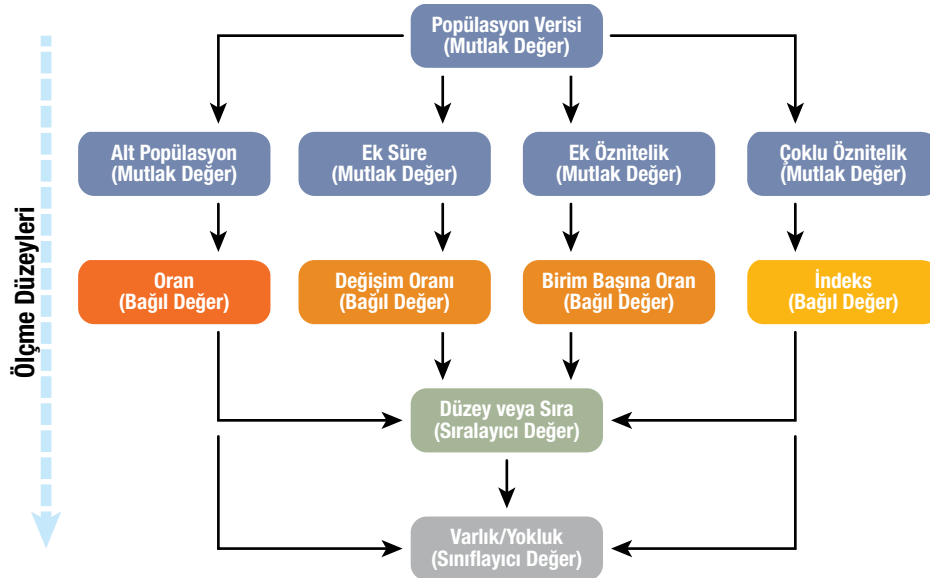 Popülasyon Verisi
(Mutlak Değer)
Alt Popülasyon
(Mutlak Değer)
Ek Süre
(Mutlak Değer)
Ek Öznitelik
(Mutlak Değer)
Çoklu Öznitelik
(Mutlak Değer)
Ölçme Düzeyleri
Oran
(Bağıl Değer)
Değişim Oranı
(Bağıl Değer)
Birim Başına Oran
(Bağıl Değer)
İndeks
(Bağıl Değer)
Düzey veya Sıra
(Sıralayıcı Değer)
Varlık/Yokluk
(Sınıflayıcı Değer)